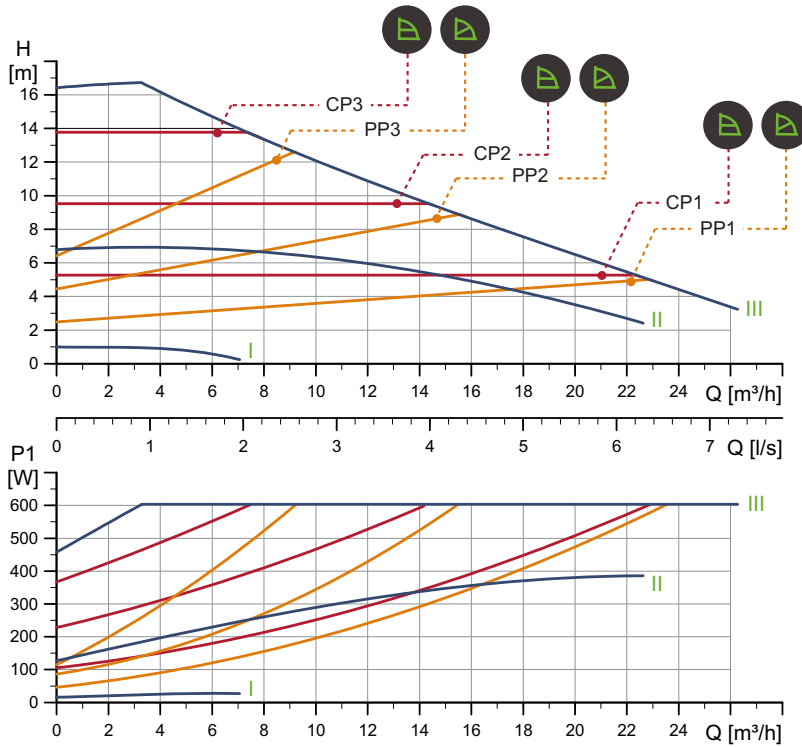 H
[m]
16
14
12
10
8
6
4
2
0
CP3
PP3
CP2
PP2
CP1
PP1
I
II
III
0 2 4 6 8 10 12 14 16 18 20 22 24 Q [m³/h]
0 1 2 3 4 5 6 7 Q [l/s]
P1
[W]
600
500
400
300
200
100
0
III
II
I
0 2 4 6 8 10 12 14 16 18 20 22 24 Q [m³/h]